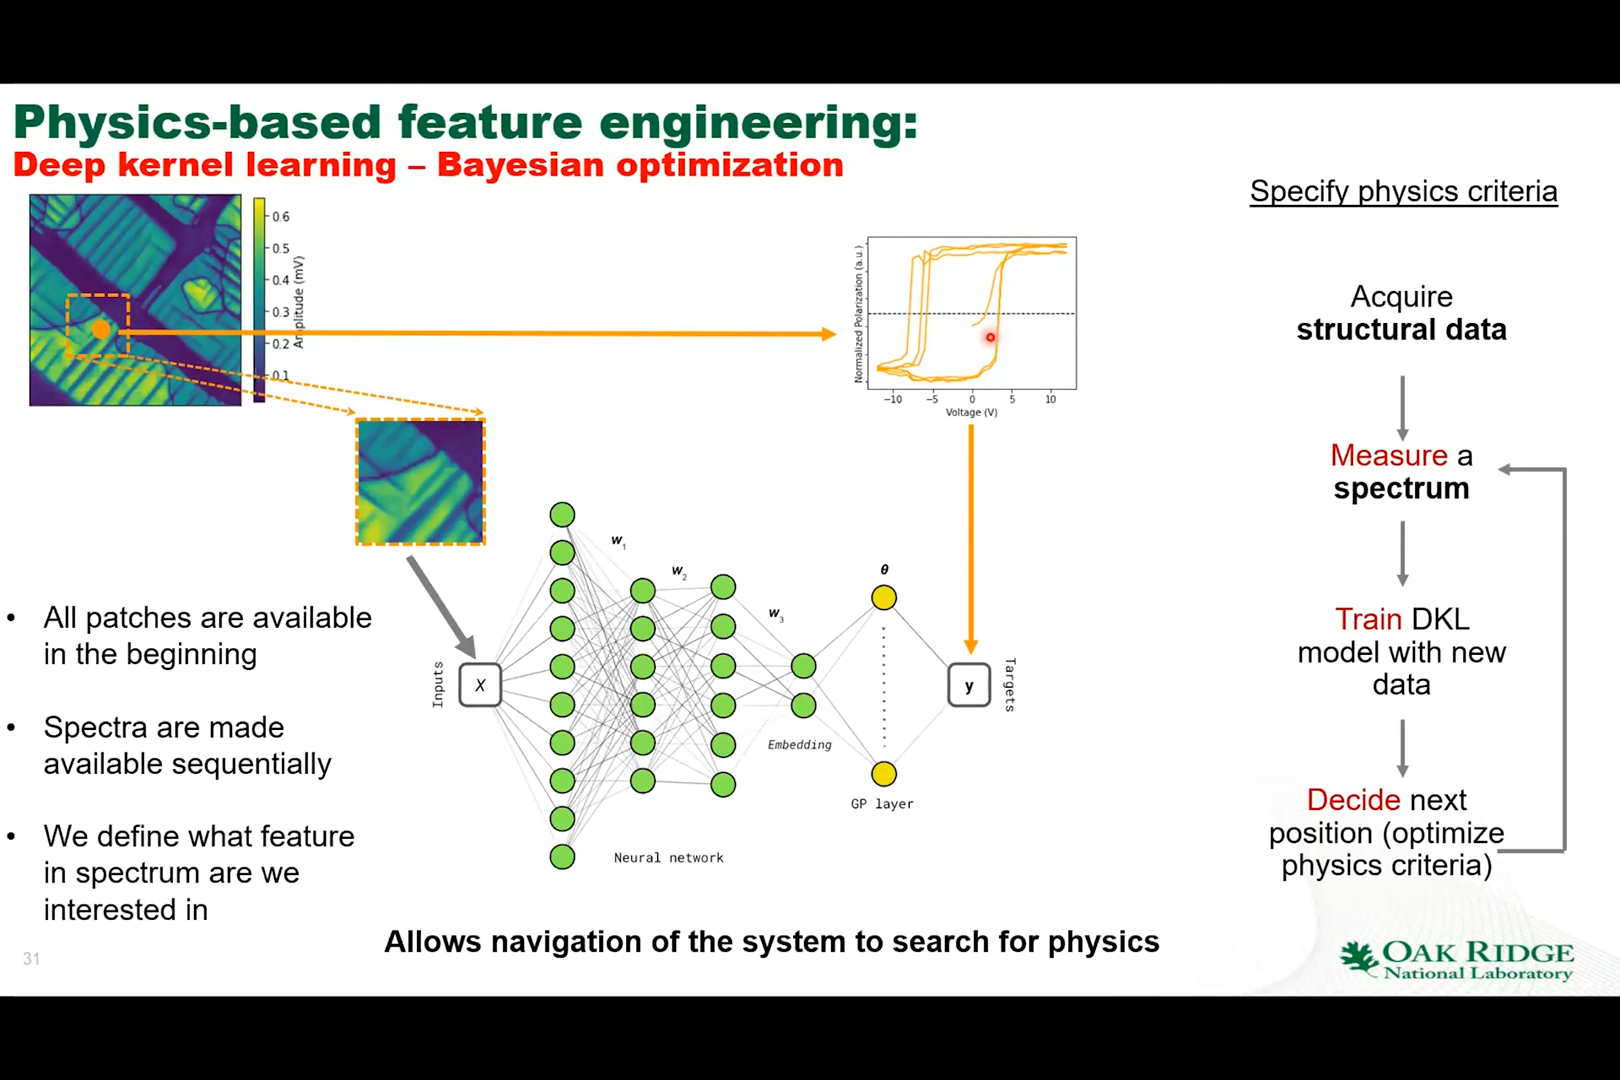 Physics-based feature engineering:
Deep kernel learning – Bayesian optimization
0.6
0.5
0.4
0.3
0.2
0.1
Amplitude (mV)
Normalized Polarization (a.u.)
−10
−5
0
5
10
Voltage (V)
Specify physics criteria
Acquire
structural data
Measure a
spectrum
Train DKL
model with new
data
Decide next
position (optimize
physics criteria)
• All patches are available
in the beginning
• Spectra are made
available sequentially
• We define what feature
in spectrum are we
interested in
Inputs
X
w1
w2
w3
Embedding
Neural network
θ
GP layer
y
Targets
Allows navigation of the system to search for physics
31
OAK RIDGE
National Laboratory